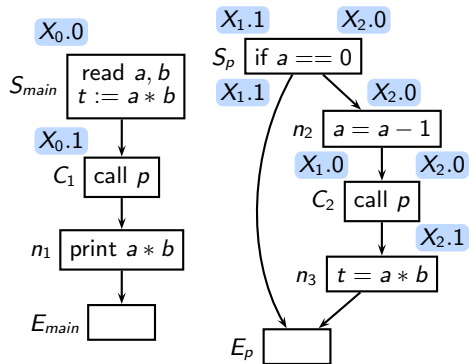 X₀.0
S_main
read a, b
t := a ∗ b
X₀.1
C₁ call p
n₁ print a ∗ b
E_main
X₁.1 X₂.0
S_p if a == 0
X₁.1 X₂.0
n₂ a = a − 1
X₁.0 X₂.0
C₂ call p
X₂.1
n₃ t = a ∗ b
E_p